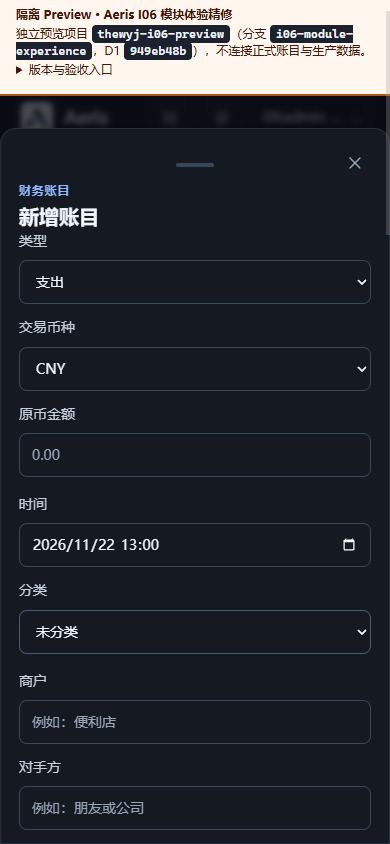 隔离 Preview · Aeris I06 模块体验精修
独立预览项目 thewyj-i06-preview （分支 i06-module-
experience，D1 949eb48b），不连接正式账目与生产数据。
▶ 版本与验收入口
Aeris
财务账目
新增账目
类型
支出
交易币种
CNY
原币金额
0.00
时间
2026/11/22 13:00
分类
未分类
商户
例如：便利店
对手方
例如：朋友或公司